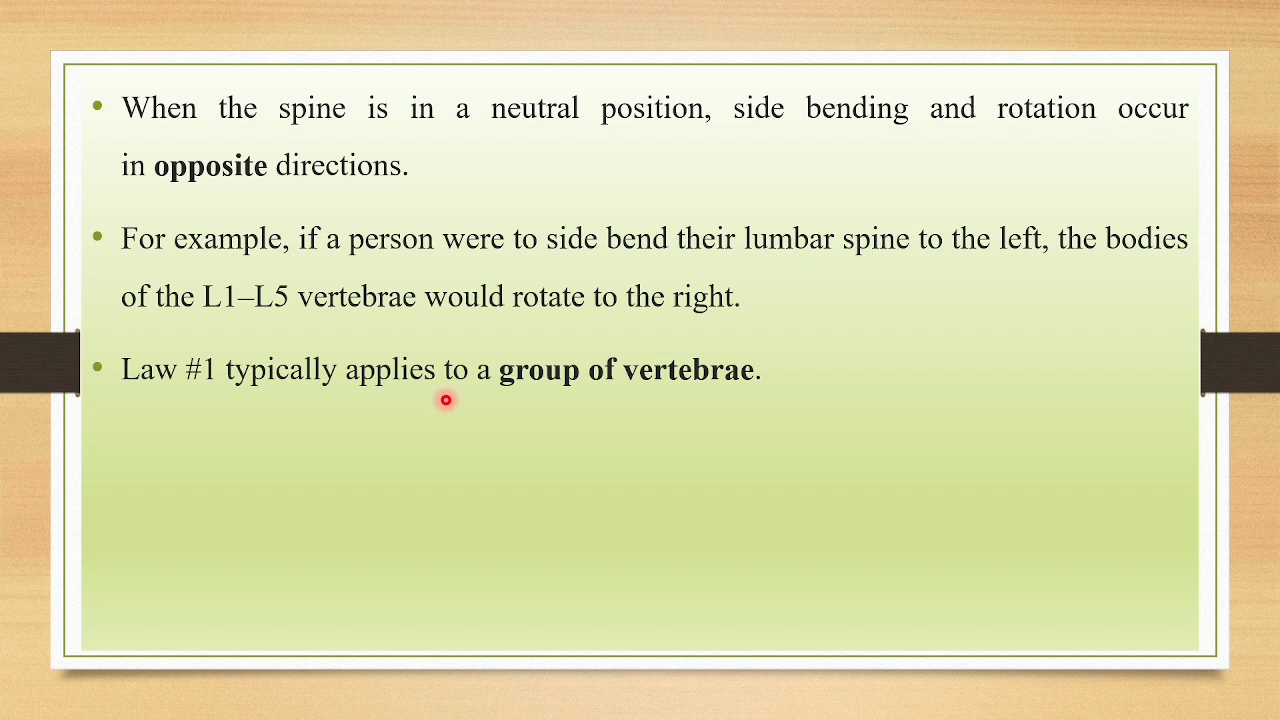 • When the spine is in a neutral position, side bending and rotation occur
in opposite directions.
• For example, if a person were to side bend their lumbar spine to the left, the bodies
of the L1–L5 vertebrae would rotate to the right.
• Law #1 typically applies to a group of vertebrae.